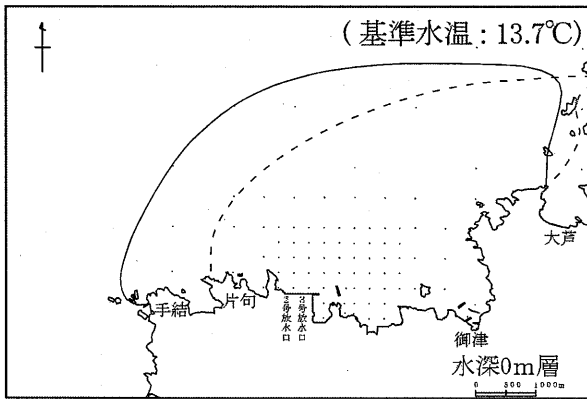 (基準水温：13.7℃)
大芦
手結
片句
2号放水口
3号放水口
御津
水深0m層
0 500 1000m